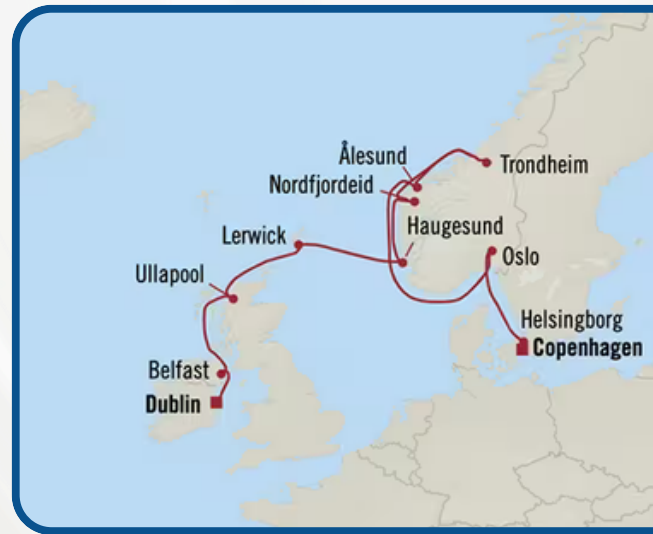 Ålesund
Trondheim
Nordfjordeid
Haugesund
Lerwick
Oslo
Ullapool
Helsingborg
Copenhagen
Belfast
Dublin